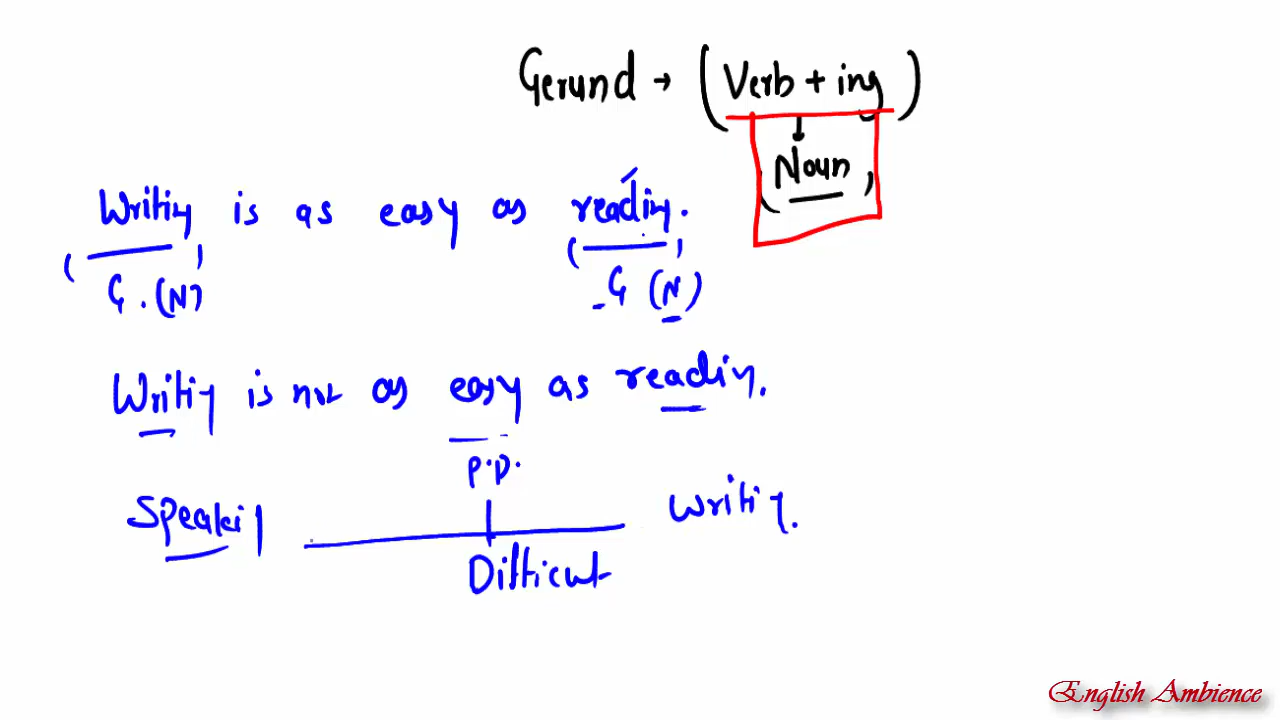 Gerund → (Verb + ing)
(Noun,
Writing is as easy as reading.
G. (N) G (N)
Writing is not as easy as reading.
P.D.
Speaking Writing.
Difficult
English Ambience